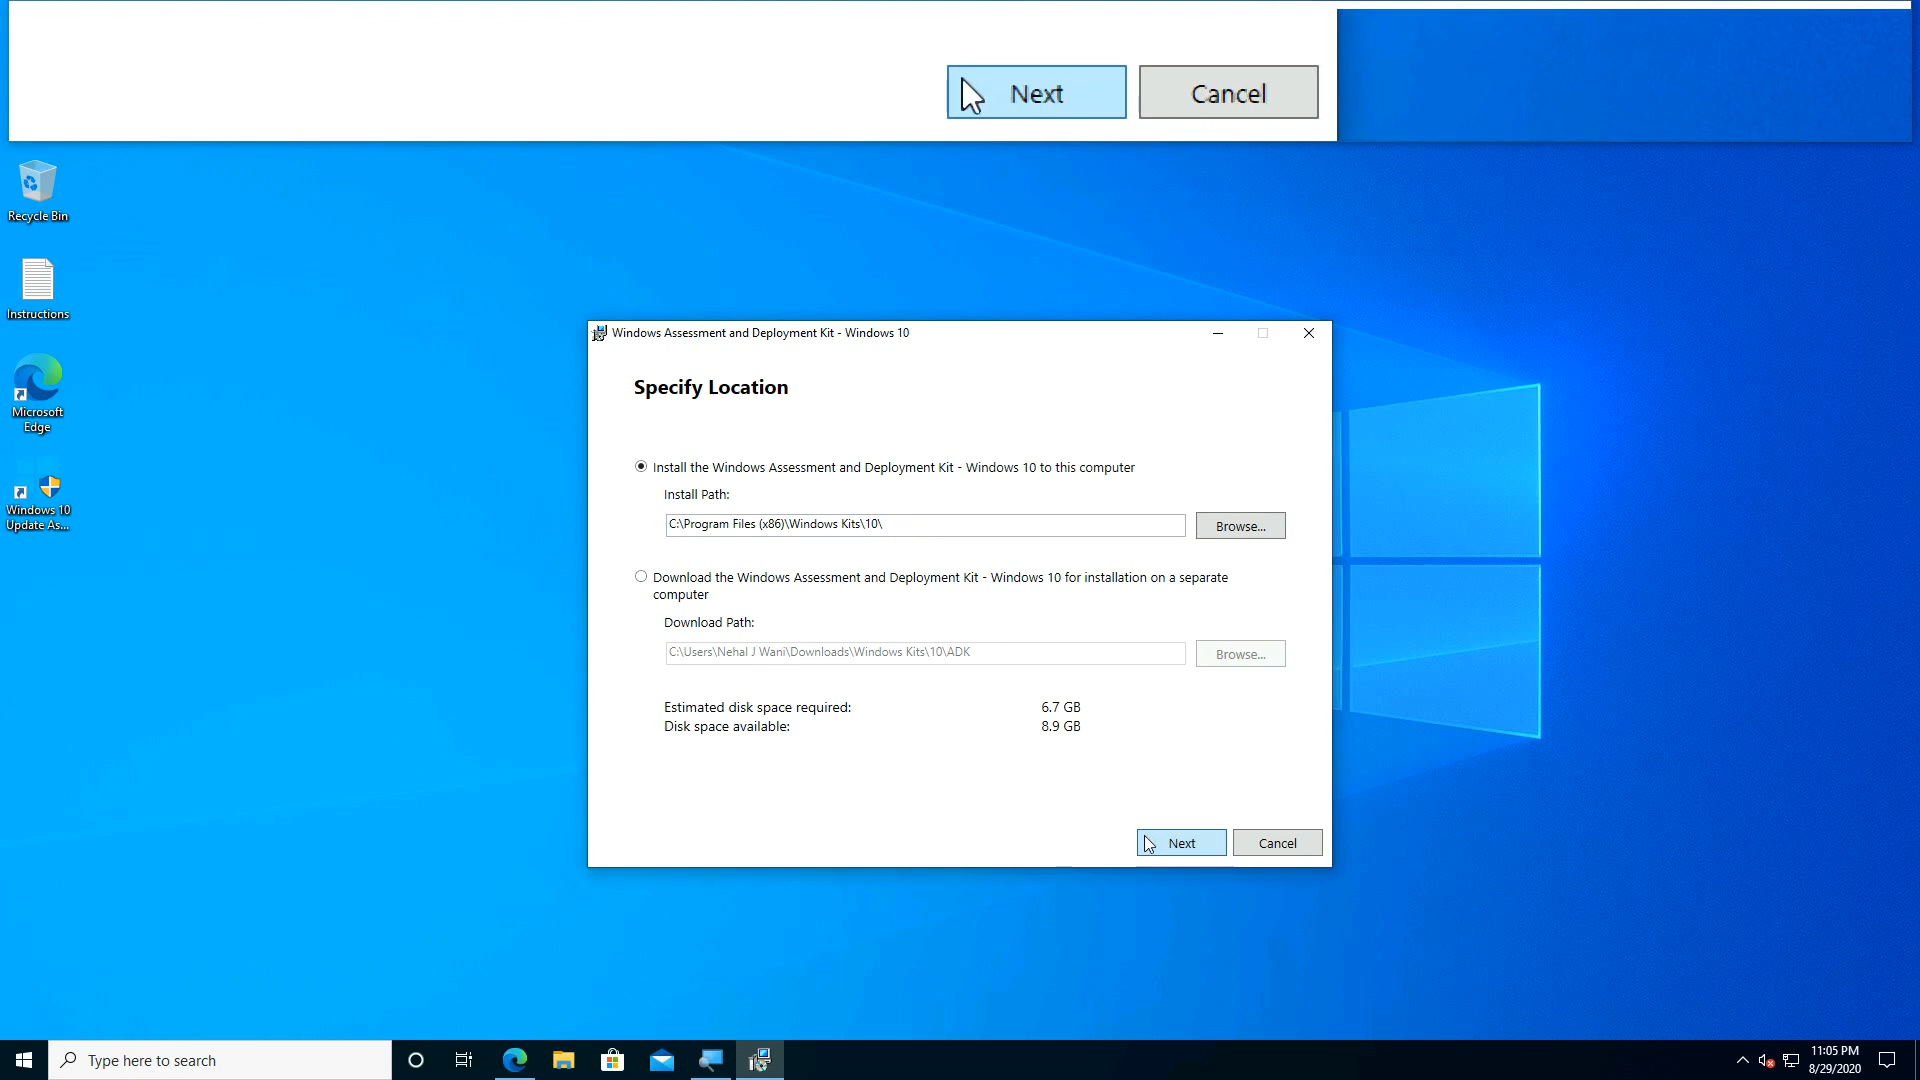 Next
Cancel
Recycle Bin
Instructions
Microsoft
Edge
Windows 10
Update As...
Windows Assessment and Deployment Kit - Windows 10
Specify Location
Install the Windows Assessment and Deployment Kit - Windows 10 to this computer
Install Path:
C:\Program Files (x86)\Windows Kits\10\
Browse...
Download the Windows Assessment and Deployment Kit - Windows 10 for installation on a separate
computer
Download Path:
C:\Users\Nehal J Wani\Downloads\Windows Kits\10\ADK
Browse...
Estimated disk space required: 6.7 GB
Disk space available: 8.9 GB
Next
Cancel
Type here to search
11:05 PM
8/29/2020